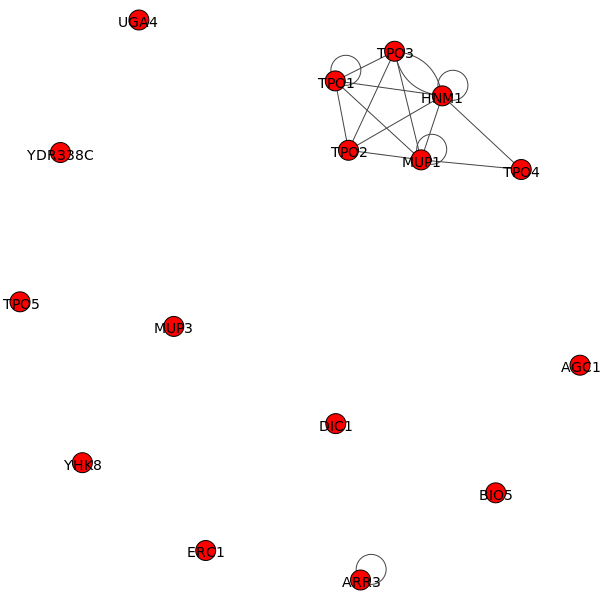 UGA4
TPO3
TPO1
HNM1
YDR338C
TPO2
MUP1
TPO4
TPO5
MUP3
AGC1
DIC1
YHK8
BIO5
ERC1
ARR3